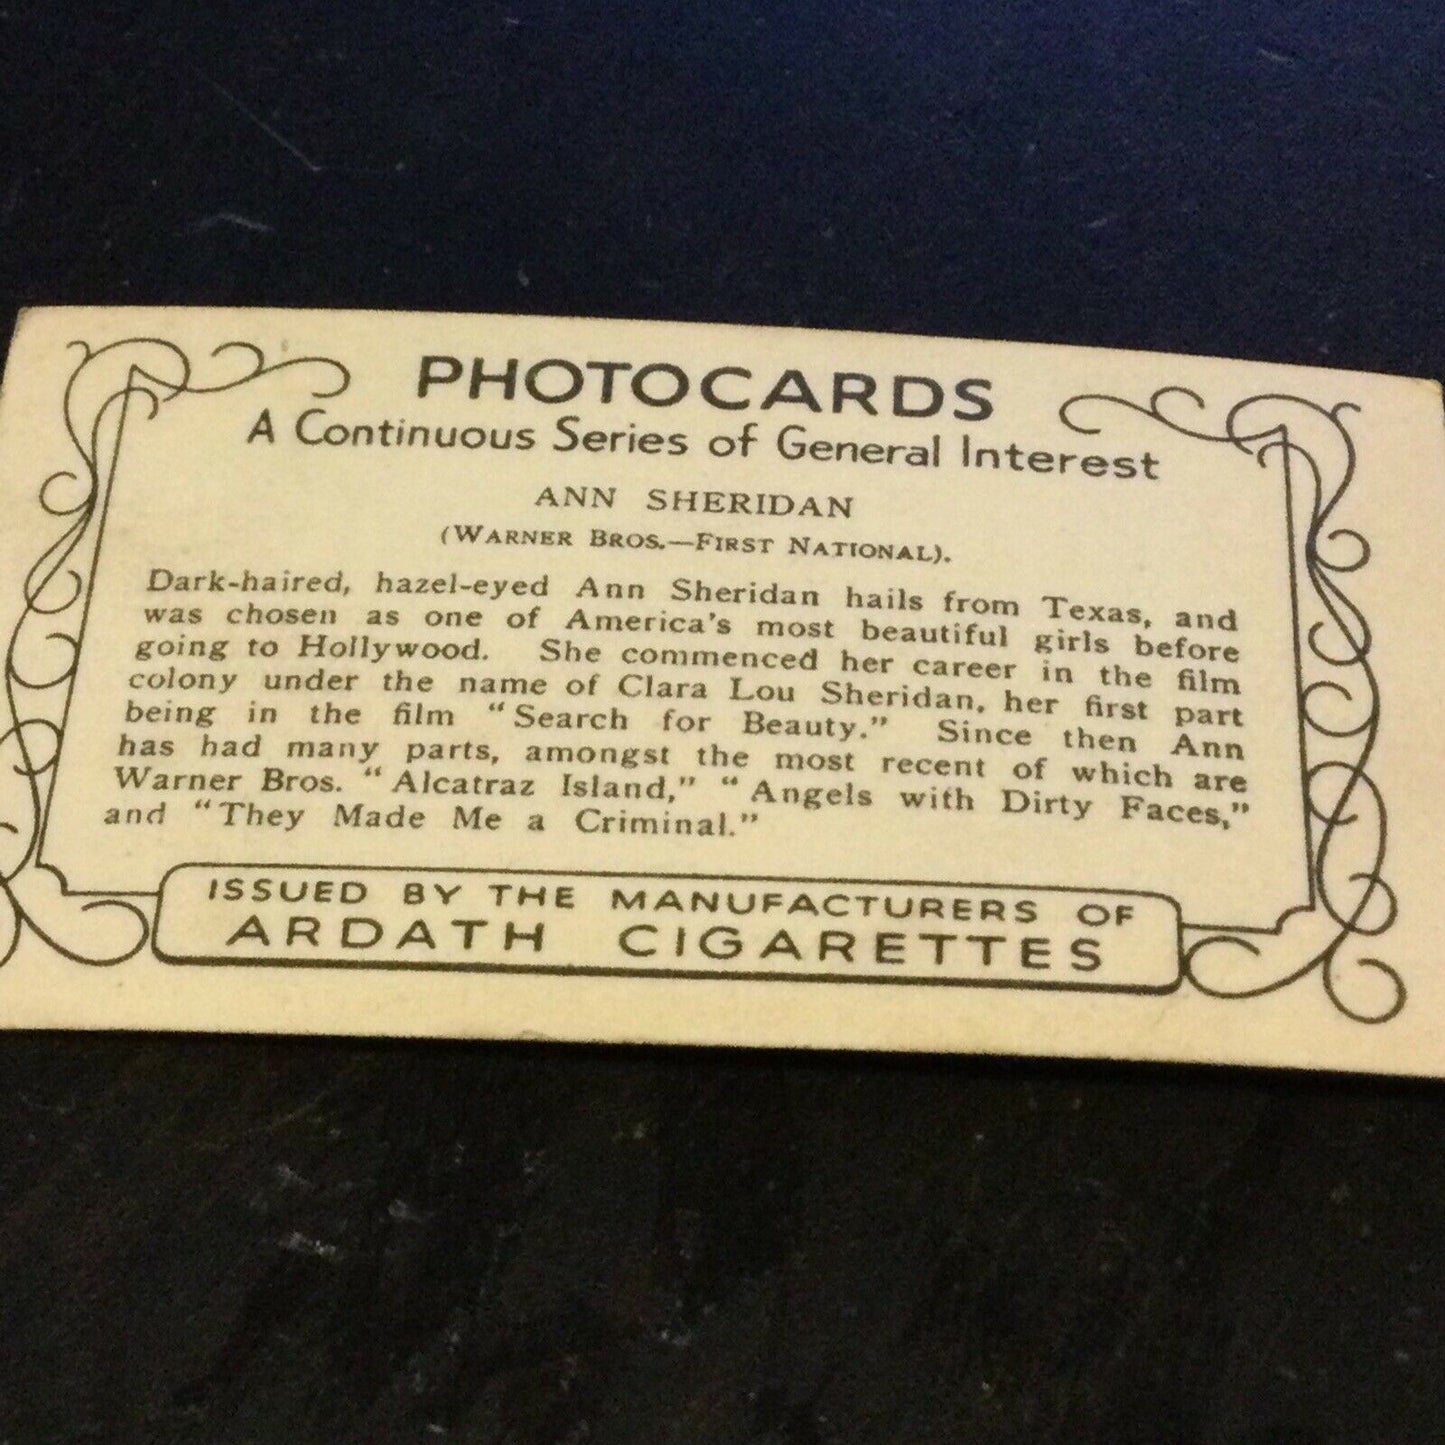 PHOTOCARDS
A Continuous Series of General Interest
ANN SHERIDAN
(WARNER BROS.—FIRST NATIONAL).
Dark-haired, hazel-eyed Ann Sheridan hails from Texas, and
was chosen as one of America's most beautiful girls before
going to Hollywood. She commenced her career in the film
colony under the name of Clara Lou Sheridan, her first part
being in the film "Search for Beauty." Since then Ann
has had many parts, amongst the most recent of which are
Warner Bros. "Alcatraz Island," "Angels with Dirty Faces,"
and "They Made Me a Criminal."
ISSUED BY THE MANUFACTURERS OF
ARDATH CIGARETTES